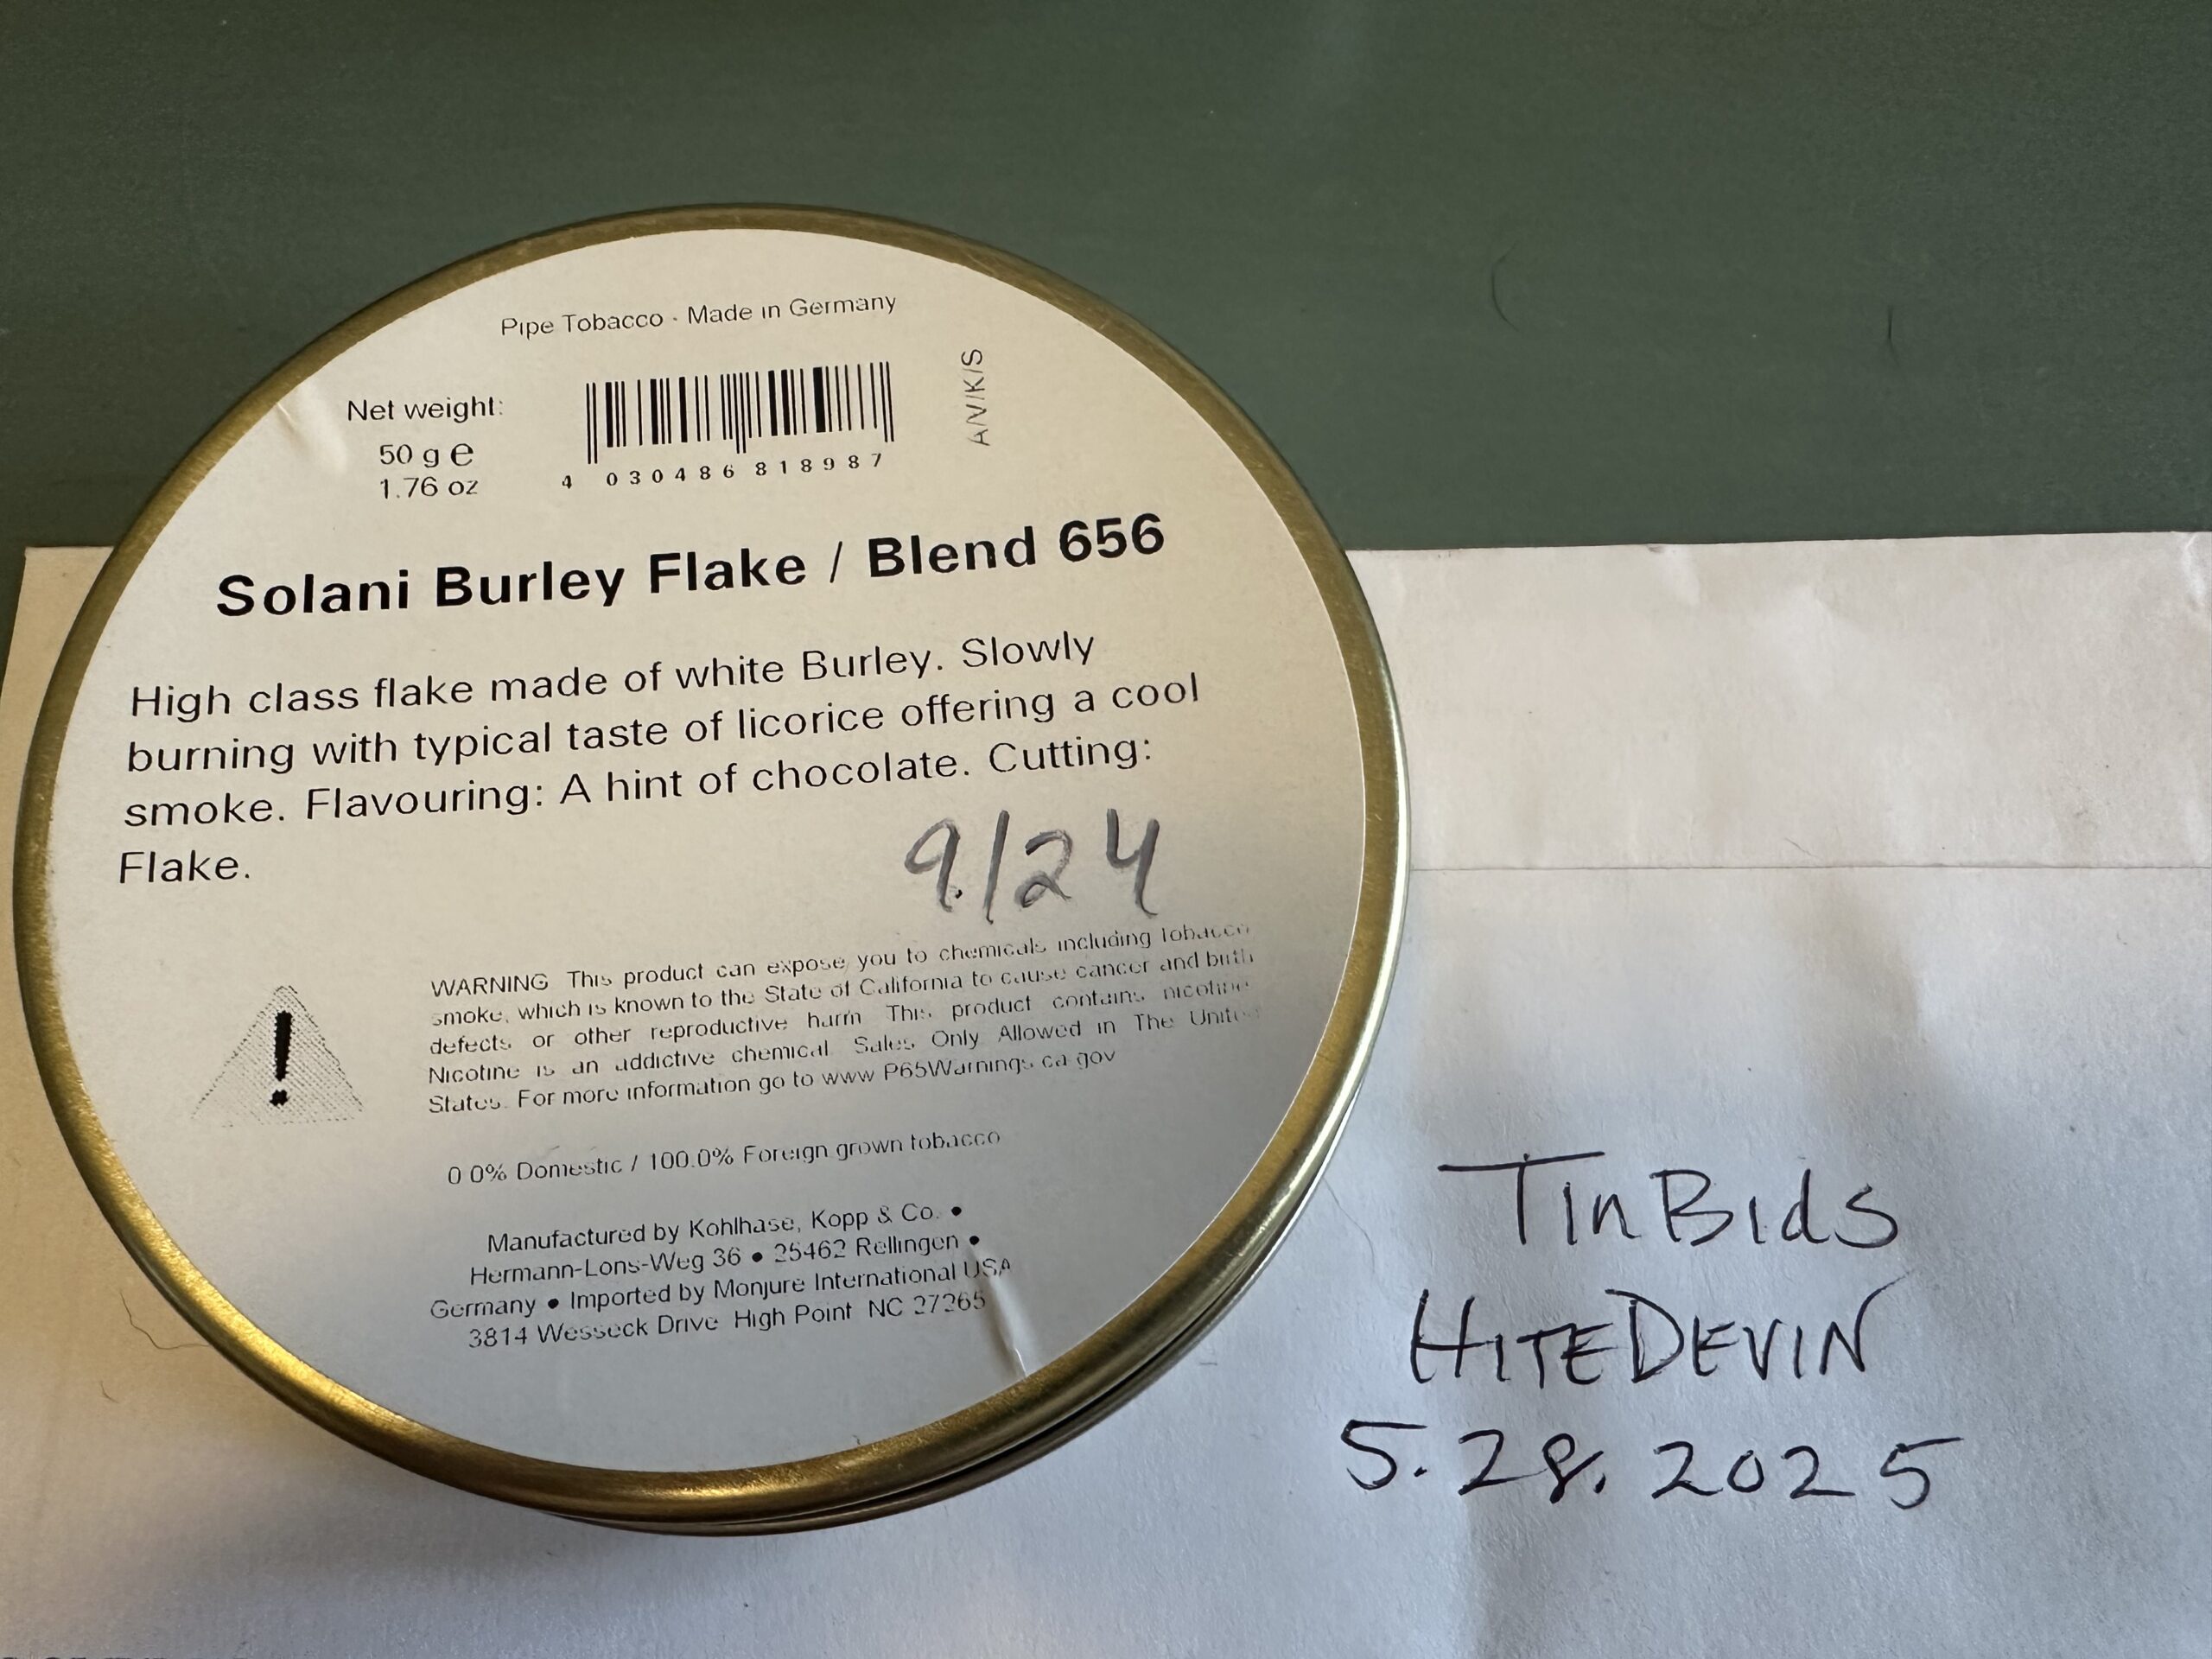 Pipe Tobacco · Made in Germany
Net weight:
50 g e
1.76 oz
4 030486 818987
A/V/K/S
Solani Burley Flake / Blend 656
High class flake made of white Burley. Slowly
burning with typical taste of licorice offering a cool
smoke. Flavouring: A hint of chocolate. Cutting:
Flake.
9/24
WARNING This product can expose you to chemicals including tobacco
smoke, which is known to the State of California to cause cancer and birth
defects or other reproductive harm This product contains nicotine
Nicotine is an addictive chemical Sales Only Allowed in The United
States. For more information go to www P65Warnings ca gov
0 0% Domestic / 100.0% Foreign grown tobacco
Manufactured by Kohlhase, Kopp & Co. •
Hermann-Lons-Weg 36 • 25462 Rellingen •
Germany • Imported by Monjure International USA
3814 Wesseck Drive High Point NC 27265
TinBids
HITEDEVIN
5.28.2025